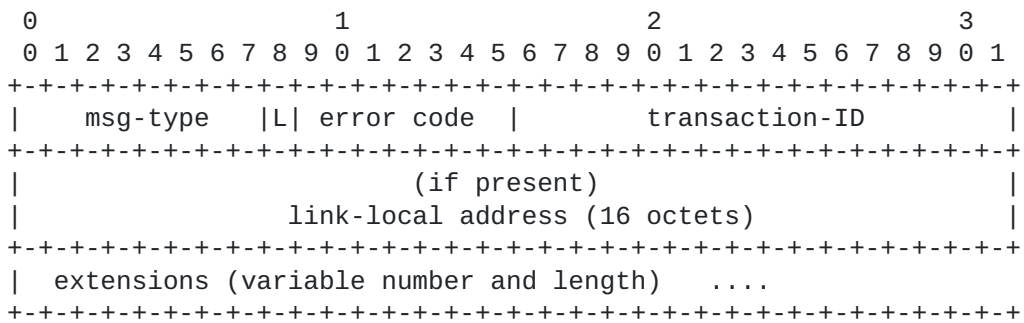 0                   1                   2                   3
 0 1 2 3 4 5 6 7 8 9 0 1 2 3 4 5 6 7 8 9 0 1 2 3 4 5 6 7 8 9 0 1
+-+-+-+-+-+-+-+-+-+-+-+-+-+-+-+-+-+-+-+-+-+-+-+-+-+-+-+-+-+-+-+-+
|    msg-type   |L| error code  |        transaction-ID         |
+-+-+-+-+-+-+-+-+-+-+-+-+-+-+-+-+-+-+-+-+-+-+-+-+-+-+-+-+-+-+-+-+
|                         (if present)                          |
|                 link-local address (16 octets)                |
+-+-+-+-+-+-+-+-+-+-+-+-+-+-+-+-+-+-+-+-+-+-+-+-+-+-+-+-+-+-+-+-+
|  extensions (variable number and length)   ....
+-+-+-+-+-+-+-+-+-+-+-+-+-+-+-+-+-+-+-+-+-+-+-+-+-+-+-+-+-+-+-+-+